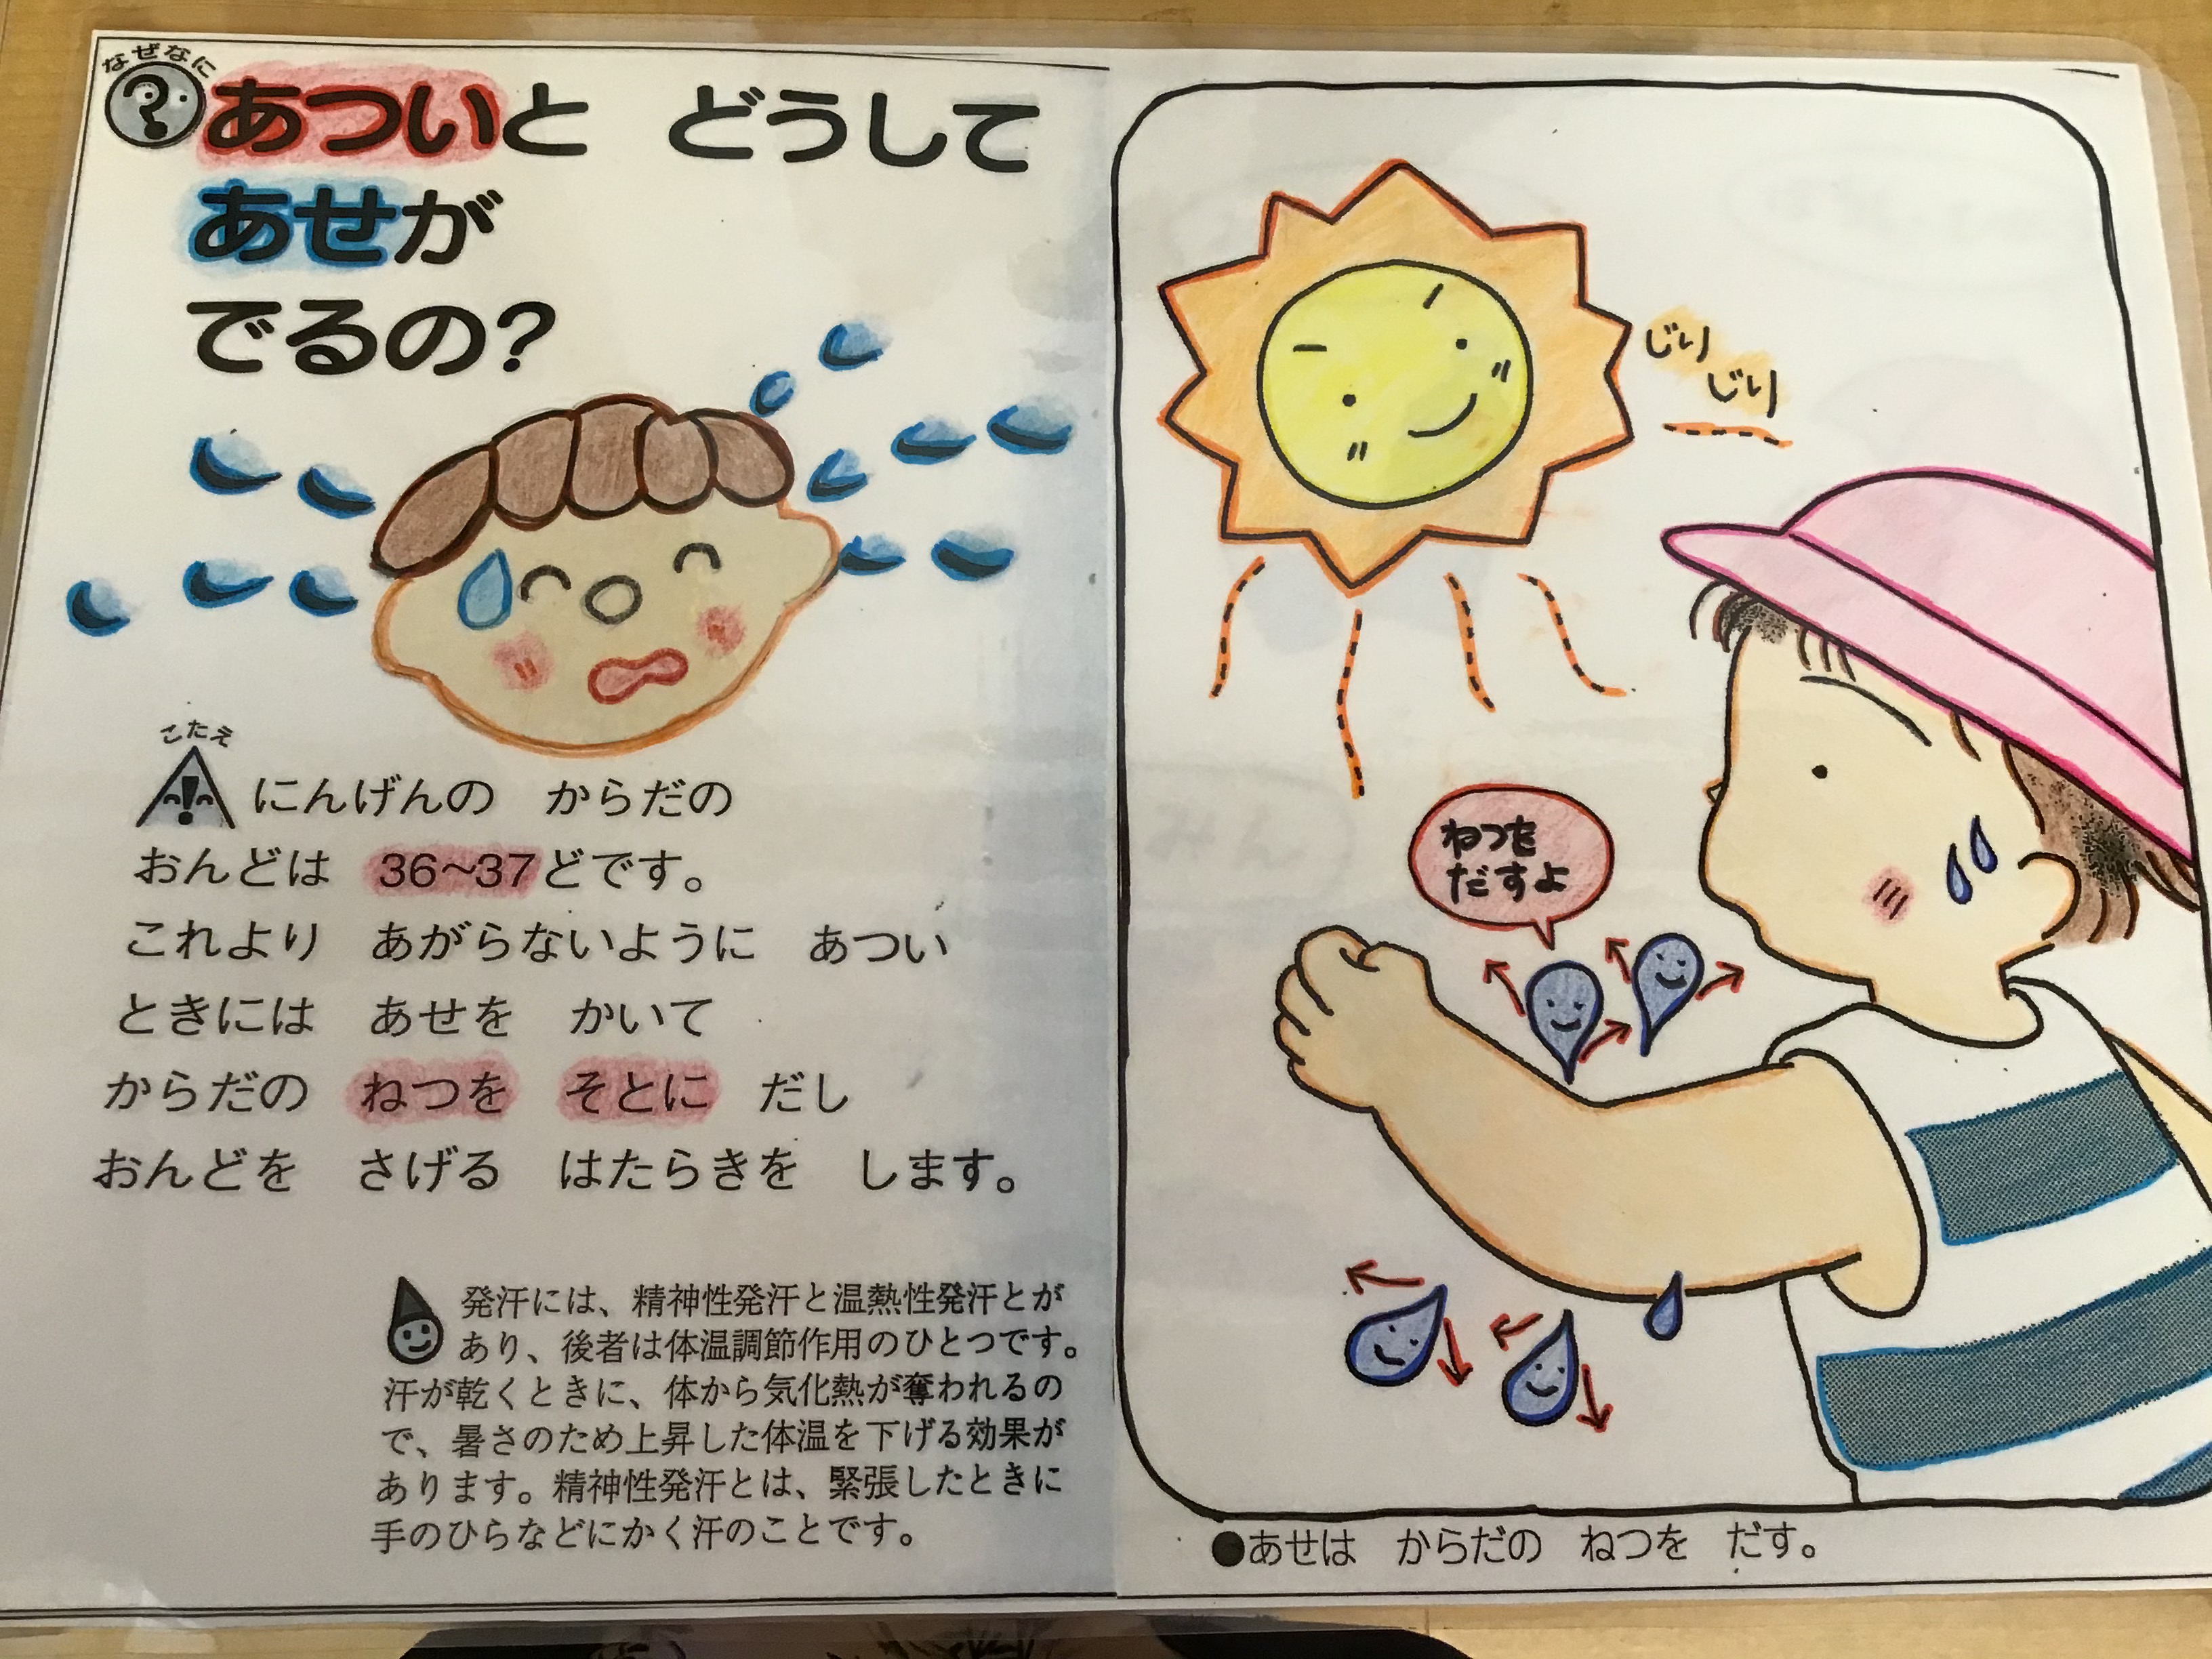 なぜなに
?
あついと どうして
あせが
でるの?
こたえ
!
にんげんの からだの
おんどは 36~37どです。
これより あがらないように あつい
ときには あせを かいて
からだの ねつを そとに だし
おんどを さげる はたらきを します。
発汗には、精神性発汗と温熱性発汗とが
あり、後者は体温調節作用のひとつです。
汗が乾くときに、体から気化熱が奪われるの
で、暑さのため上昇した体温を下げる効果が
あります。精神性発汗とは、緊張したときに
手のひらなどにかく汗のことです。
じり
じり
ねつを
だすよ
●あせは からだの ねつを だす。